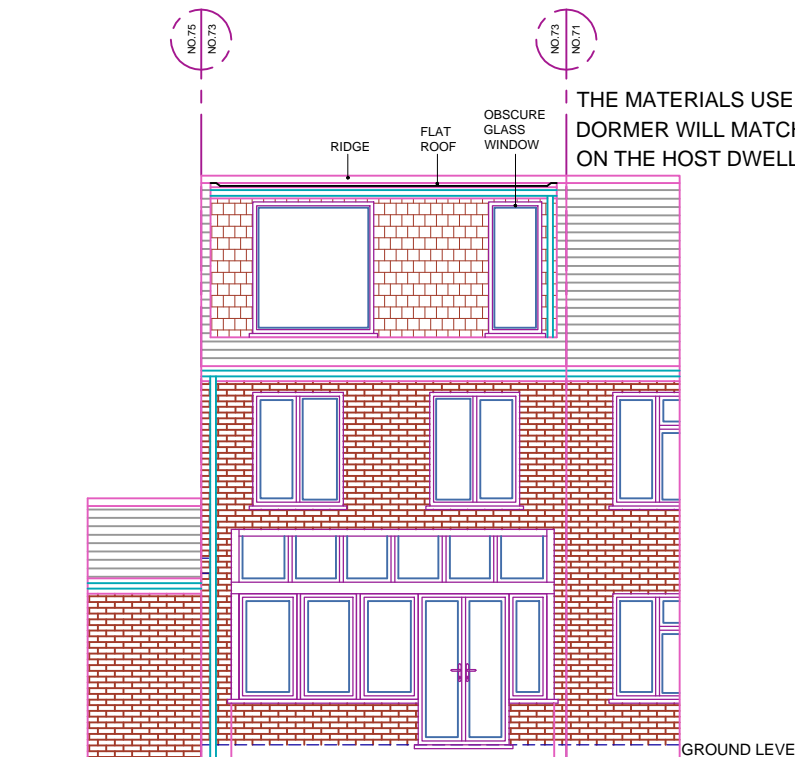 NO.75
NO.73
NO.73
NO.71
THE MATERIALS USE
DORMER WILL MATCH
ON THE HOST DWELL
RIDGE
FLAT
ROOF
OBSCURE
GLASS
WINDOW
GROUND LEVE